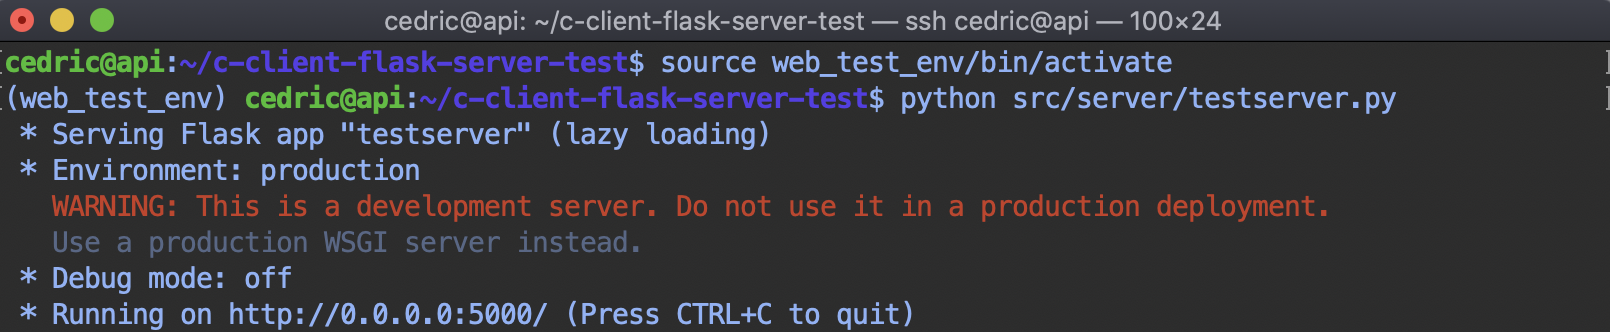 cedric@api: ~/c-client-flask-server-test — ssh cedric@api — 100×24
[cedric@api:~/c-client-flask-server-test$ source web_test_env/bin/activate ]
[(web_test_env) cedric@api:~/c-client-flask-server-test$ python src/server/testserver.py ]
* Serving Flask app "testserver" (lazy loading)
* Environment: production
WARNING: This is a development server. Do not use it in a production deployment.
Use a production WSGI server instead.
* Debug mode: off
* Running on http://0.0.0.0:5000/ (Press CTRL+C to quit)